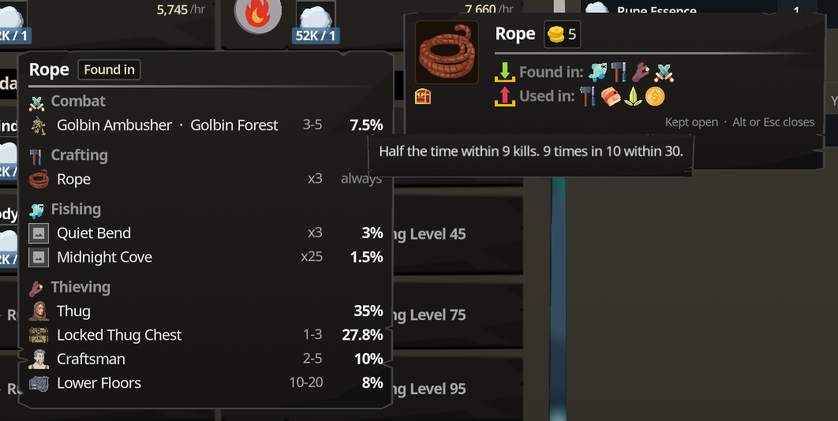 5,745/hr
7,660/hr
Rune Essence
1
2K / 1
52K / 1
Rope
5
Found in:
Used in:
Kept open · Alt or Esc closes
Half the time within 9 kills. 9 times in 10 within 30.
Rope
Found in
Combat
Golbin Ambusher · Golbin Forest 3-5 7.5%
Crafting
Rope x3 always
Fishing
Quiet Bend x3 3%
Midnight Cove x25 1.5%
Thieving
Thug 35%
Locked Thug Chest 1-3 27.8%
Craftsman 2-5 10%
Lower Floors 10-20 8%
ng Level 45
ng Level 75
ng Level 95